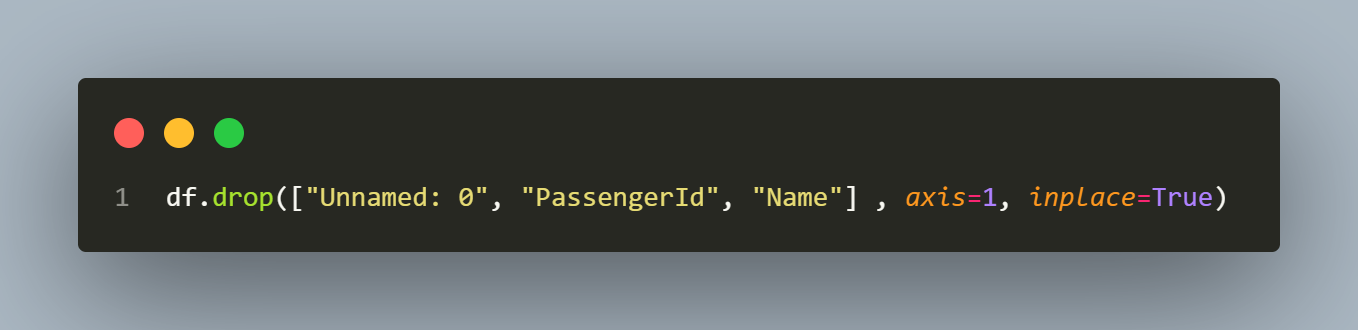 1 df.drop(["Unnamed: 0", "PassengerId", "Name"] , axis=1, inplace=True)